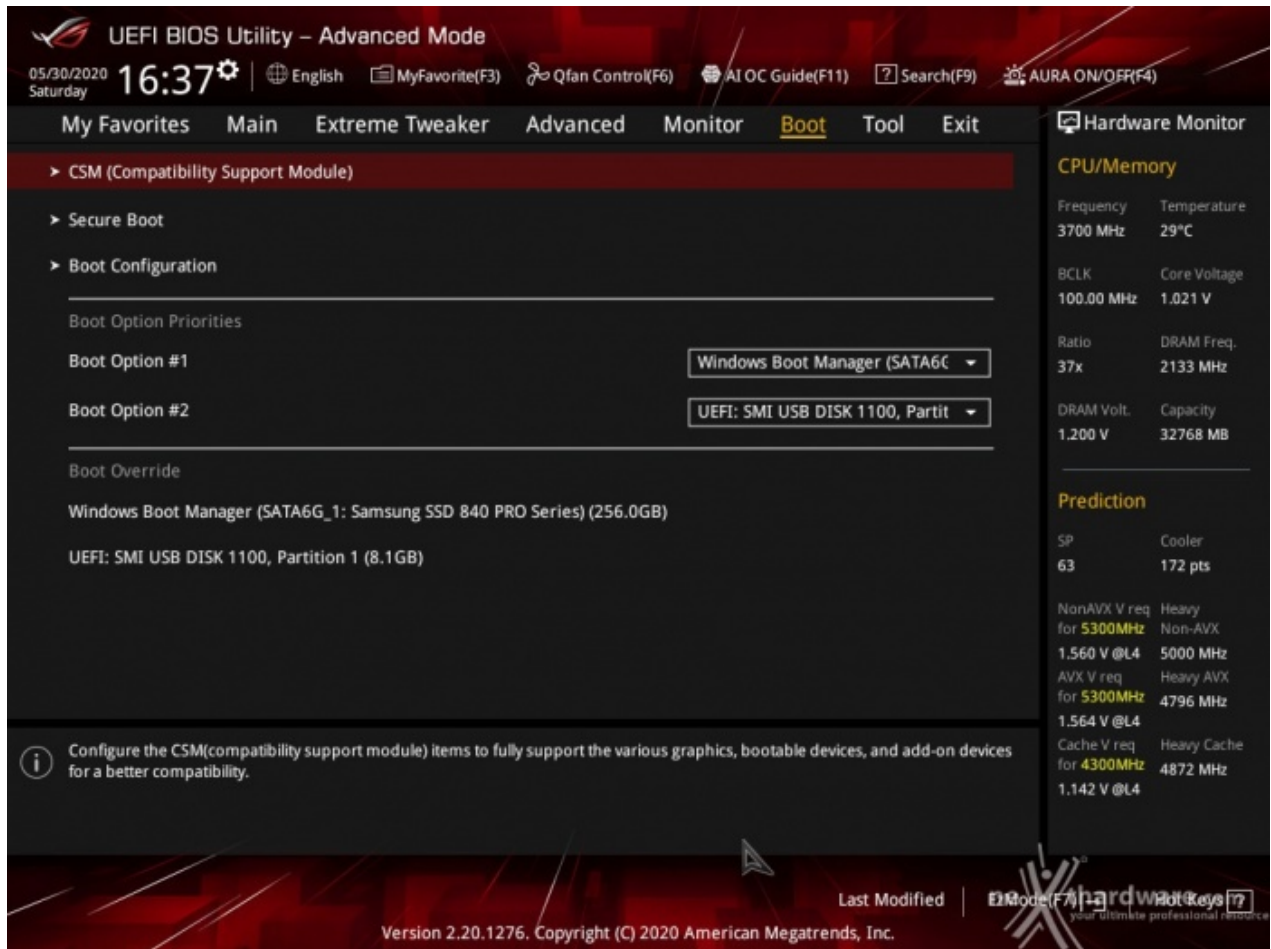 UEFI BIOS Utility – Advanced Mode
05/30/2020
Saturday
16:37
English
MyFavorite(F3)
Qfan Control(F6)
AI OC Guide(F11)
? Search(F9)
AURA ON/OFF(F4)
My Favorites Main Extreme Tweaker Advanced Monitor Boot Tool Exit
Hardware Monitor
> CSM (Compatibility Support Module)
> Secure Boot
> Boot Configuration
Boot Option Priorities
Boot Option #1 Windows Boot Manager (SATA6G
Boot Option #2 UEFI: SMI USB DISK 1100, Partit
Boot Override
Windows Boot Manager (SATA6G_1: Samsung SSD 840 PRO Series) (256.0GB)
UEFI: SMI USB DISK 1100, Partition 1 (8.1GB)
CPU/Memory
Frequency Temperature
3700 MHz 29°C
BCLK Core Voltage
100.00 MHz 1.021 V
Ratio DRAM Freq.
37x 2133 MHz
DRAM Volt. Capacity
1.200 V 32768 MB
Prediction
SP Cooler
63 172 pts
NonAVX V req Heavy
for 5300MHz Non-AVX
1.560 V @L4 5000 MHz
AVX V req Heavy AVX
for 5300MHz 4796 MHz
1.564 V @L4
Cache V req Heavy Cache
for 4300MHz 4872 MHz
1.142 V @L4
Configure the CSM(compatibility support module) items to fully support the various graphics, bootable devices, and add-on devices
for a better compatibility.
Last Modified
EzMode(F7)
Hot Keys ?
your ultimate professional resource
Version 2.20.1276. Copyright (C) 2020 American Megatrends, Inc.